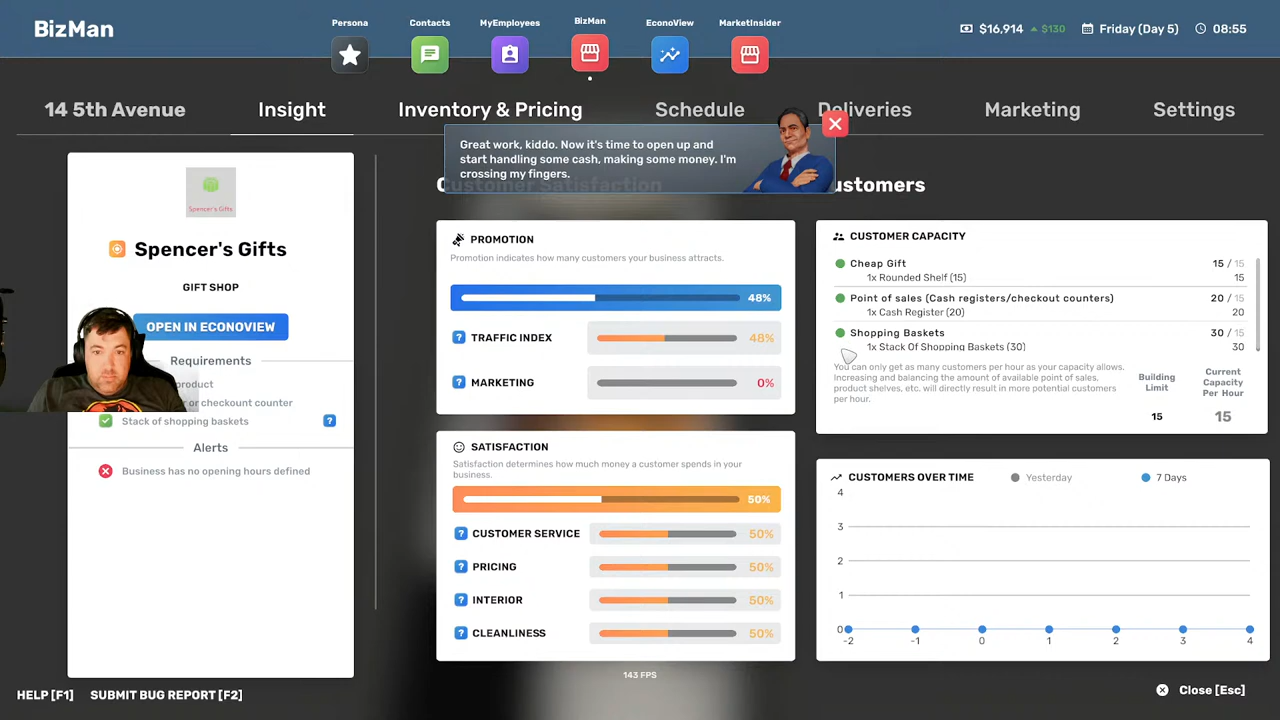 BizMan
Persona
Contacts
MyEmployees
BizMan
EconoView
MarketInsider
$16,914 $130
Friday (Day 5)
08:55
14 5th Avenue
Insight
Inventory & Pricing
Schedule
Deliveries
Marketing
Settings
Great work, kiddo. Now it's time to open up and
start handling some cash, making some money. I'm
crossing my fingers.
Spencer's Gifts
Spencer's Gifts
GIFT SHOP
OPEN IN ECONOVIEW
Requirements
product
or checkout counter
Stack of shopping baskets ?
Alerts
Business has no opening hours defined
Customer Satisfaction
PROMOTION
Promotion indicates how many customers your business attracts.
48%
? TRAFFIC INDEX 48%
? MARKETING 0%
SATISFACTION
Satisfaction determines how much money a customer spends in your
business.
50%
? CUSTOMER SERVICE 50%
? PRICING 50%
? INTERIOR 50%
? CLEANLINESS 50%
ustomers
CUSTOMER CAPACITY
Cheap Gift 15 / 15
1x Rounded Shelf (15) 15
Point of sales (Cash registers/checkout counters) 20 / 15
1x Cash Register (20) 20
Shopping Baskets 30 / 15
1x Stack Of Shopping Baskets (30) 30
You can only get as many customers per hour as your capacity allows.
Increasing and balancing the amount of available point of sales,
product shelves, etc. will directly result in more potential customers
per hour.
Building
Limit
15
Current
Capacity
Per Hour
15
CUSTOMERS OVER TIME
Yesterday
7 Days
4
3
2
1
0
-2 -1 0 1 2 3 4
143 FPS
HELP [F1]
SUBMIT BUG REPORT [F2]
Close [Esc]